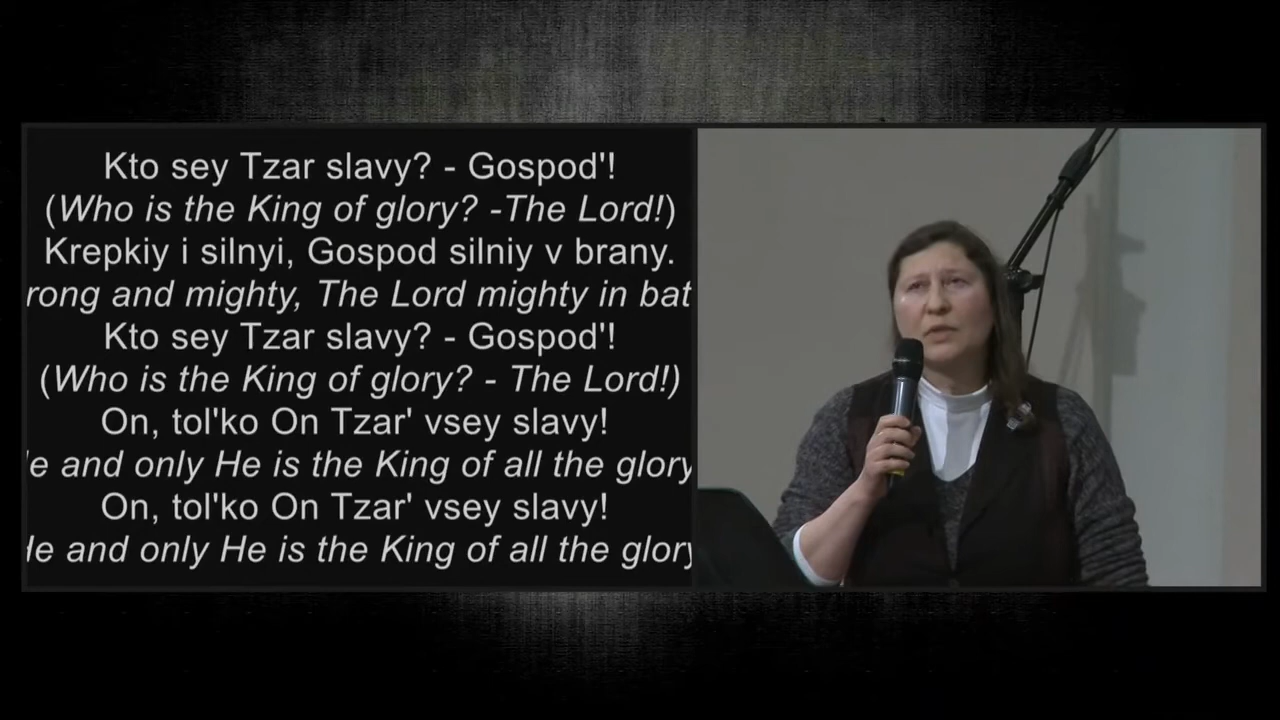 Kto sey Tzar slavy? - Gospod'!
(Who is the King of glory? -The Lord!)
Krepkiy i silnyi, Gospod silniy v brany.
rong and mighty, The Lord mighty in bat
Kto sey Tzar slavy? - Gospod'!
(Who is the King of glory? - The Lord!)
On, tol'ko On Tzar' vsey slavy!
e and only He is the King of all the glory
On, tol'ko On Tzar' vsey slavy!
e and only He is the King of all the glory